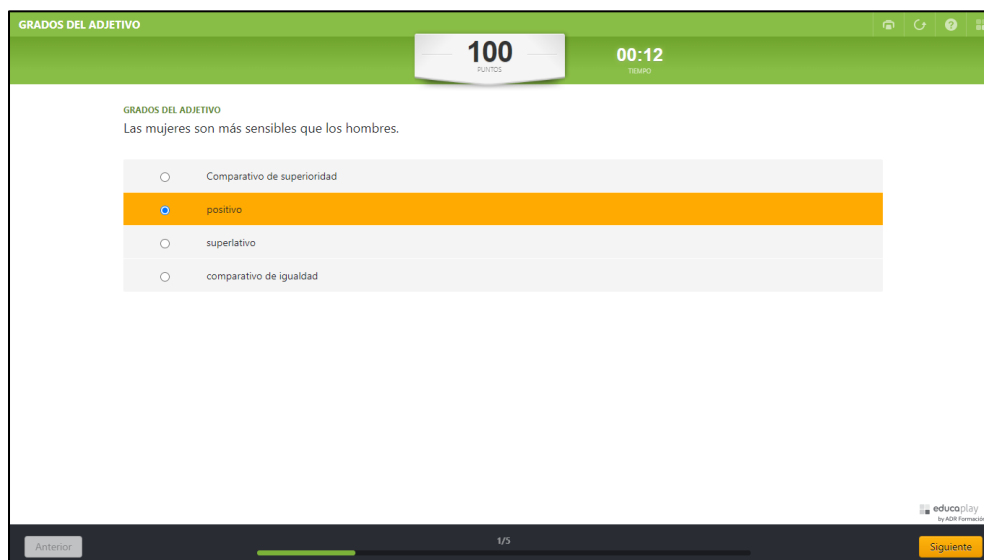 GRADOS DEL ADJETIVO
100
PUNTOS
00:12
TIEMPO
GRADOS DEL ADJETIVO
Las mujeres son más sensibles que los hombres.
Comparativo de superioridad
positivo
superlativo
comparativo de igualdad
educaplay
by ADR Formación
Anterior
1/5
Siguiente